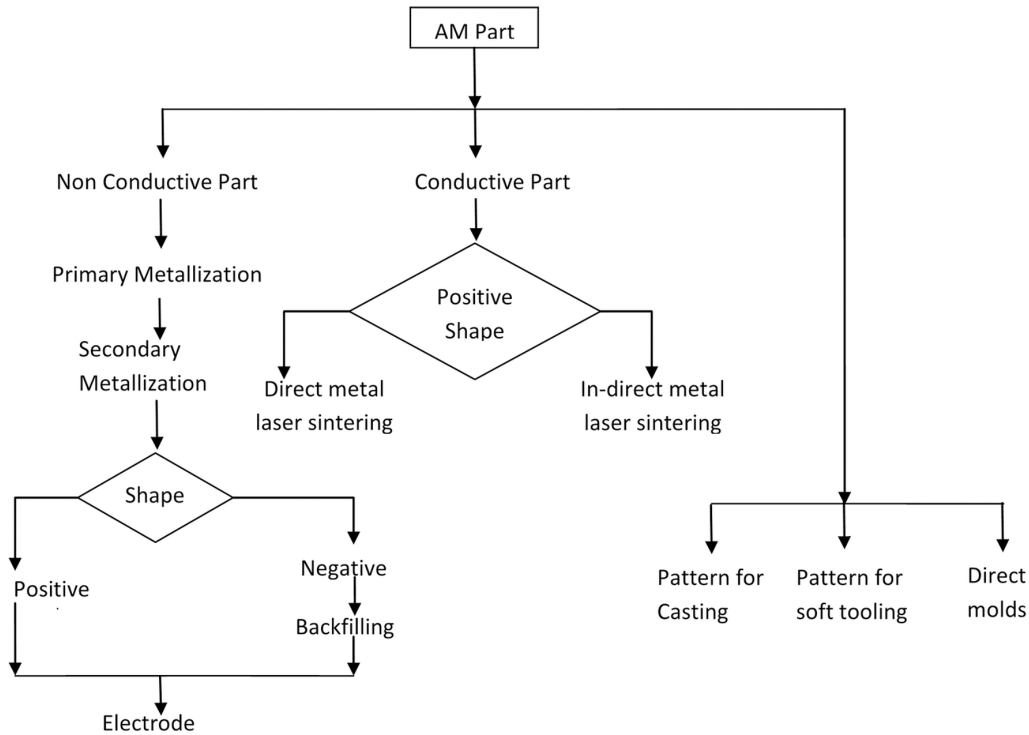 AM Part
Non Conductive Part
Conductive Part
Primary Metallization
Positive
Shape
Secondary
Metallization
Direct metal
laser sintering
In-direct metal
laser sintering
Shape
Positive
Negative
Backfilling
Pattern for
Casting
Pattern for
soft tooling
Direct
molds
Electrode